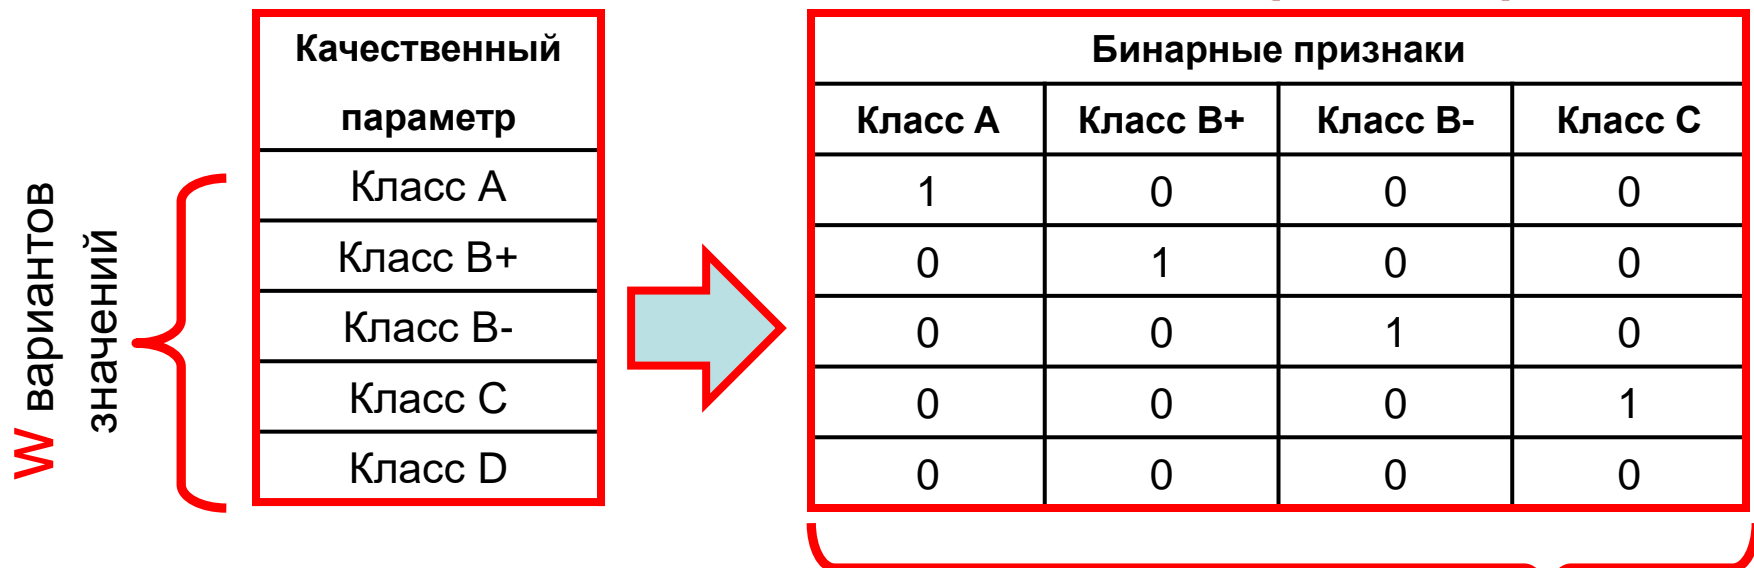 W вариантов
значений
Качественный
параметр
Класс A
Класс B+
Класс B-
Класс C
Класс D
Бинарные признаки
Класс A Класс B+ Класс B- Класс C
1 0 0 0
0 1 0 0
0 0 1 0
0 0 0 1
0 0 0 0